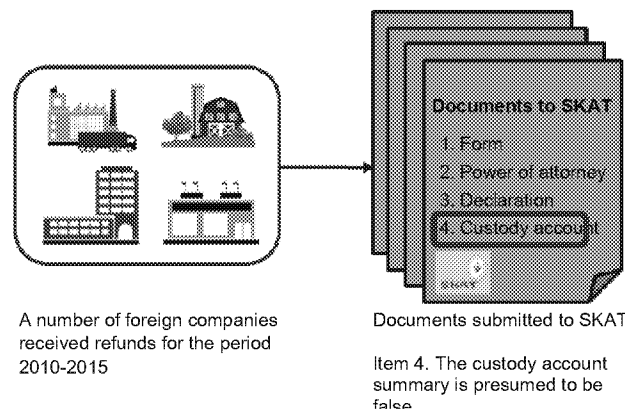 Documents to SKAT
1. Form
2. Power of attorney
3. Declaration
4. Custody account
SKAT
A number of foreign companies
received refunds for the period
2010-2015
Documents submitted to SKAT
Item 4. The custody account
summary is presumed to be
false